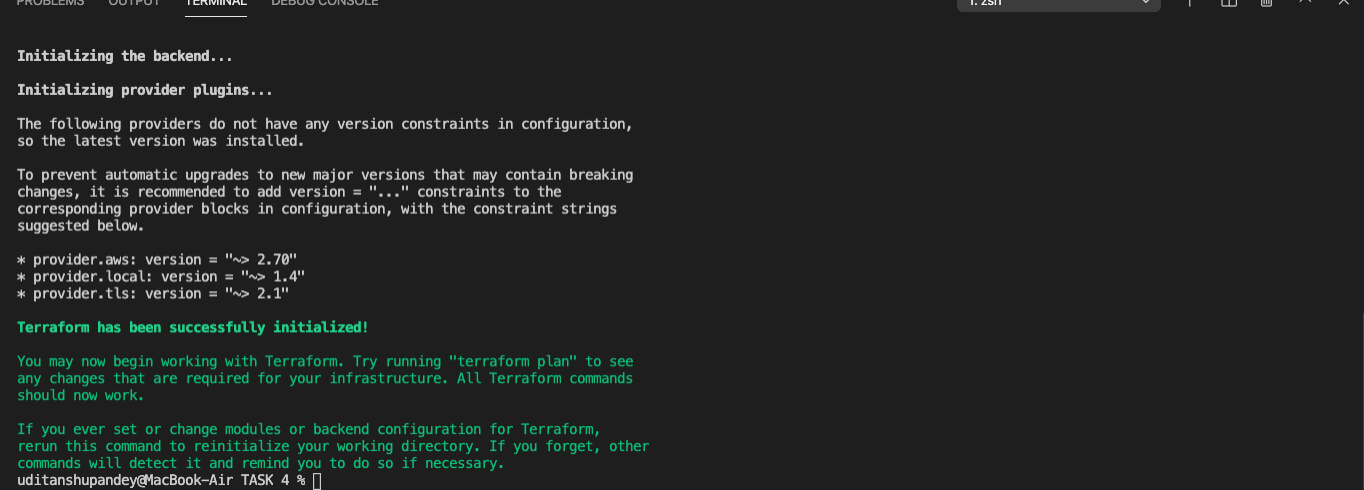 PROBLEMS OUTPUT TERMINAL DEBUG CONSOLE 1: zsh
Initializing the backend...
Initializing provider plugins...
The following providers do not have any version constraints in configuration,
so the latest version was installed.
To prevent automatic upgrades to new major versions that may contain breaking
changes, it is recommended to add version = "..." constraints to the
corresponding provider blocks in configuration, with the constraint strings
suggested below.
* provider.aws: version = "~> 2.70"
* provider.local: version = "~> 1.4"
* provider.tls: version = "~> 2.1"
Terraform has been successfully initialized!
You may now begin working with Terraform. Try running "terraform plan" to see
any changes that are required for your infrastructure. All Terraform commands
should now work.
If you ever set or change modules or backend configuration for Terraform,
rerun this command to reinitialize your working directory. If you forget, other
commands will detect it and remind you to do so if necessary.
uditanshupandey@MacBook-Air TASK 4 %